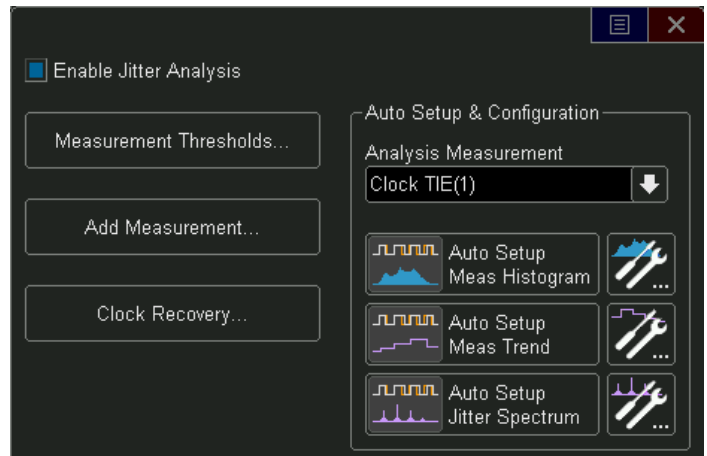 Enable Jitter Analysis
Measurement Thresholds...
Add Measurement...
Clock Recovery...
Auto Setup & Configuration
Analysis Measurement
Clock TIE(1)
Auto Setup
Meas Histogram
...
Auto Setup
Meas Trend
...
Auto Setup
Jitter Spectrum
...